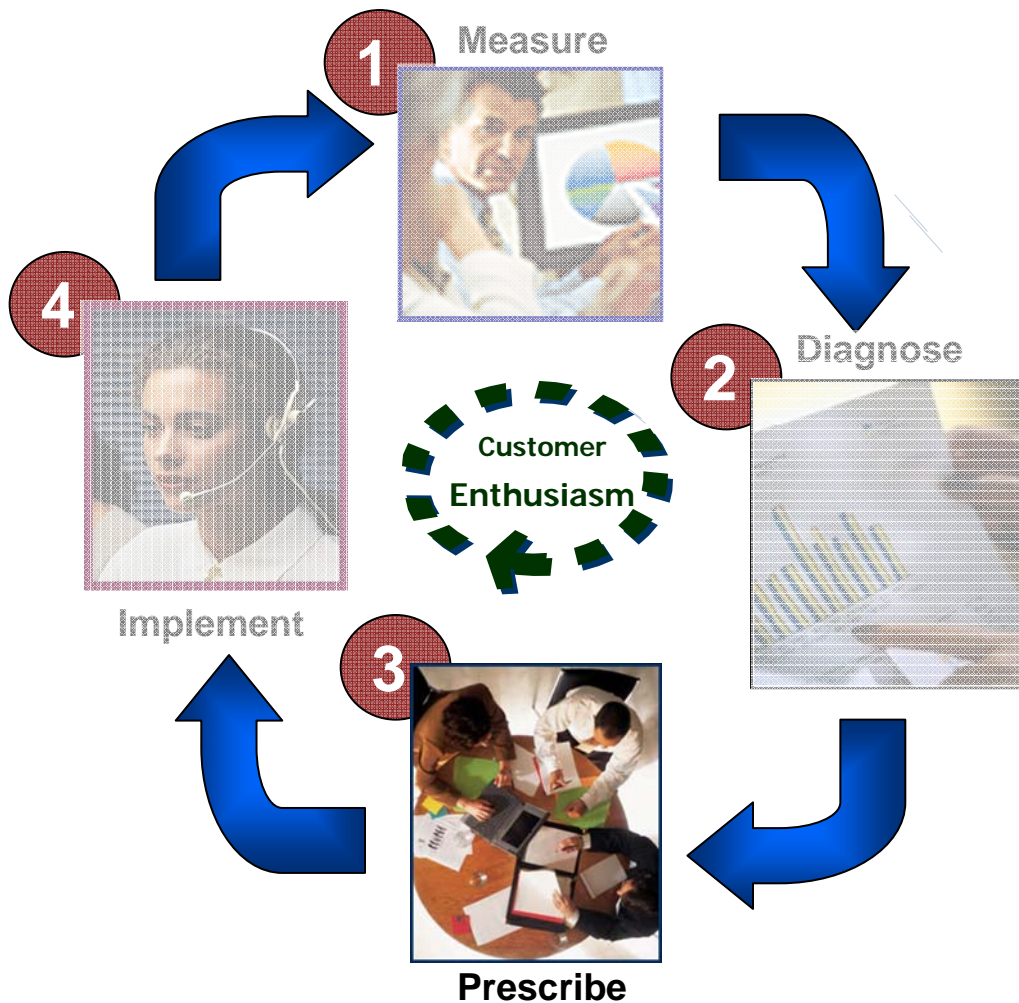 1
Measure
2
Diagnose
3
Prescribe
4
Implement
Customer
Enthusiasm